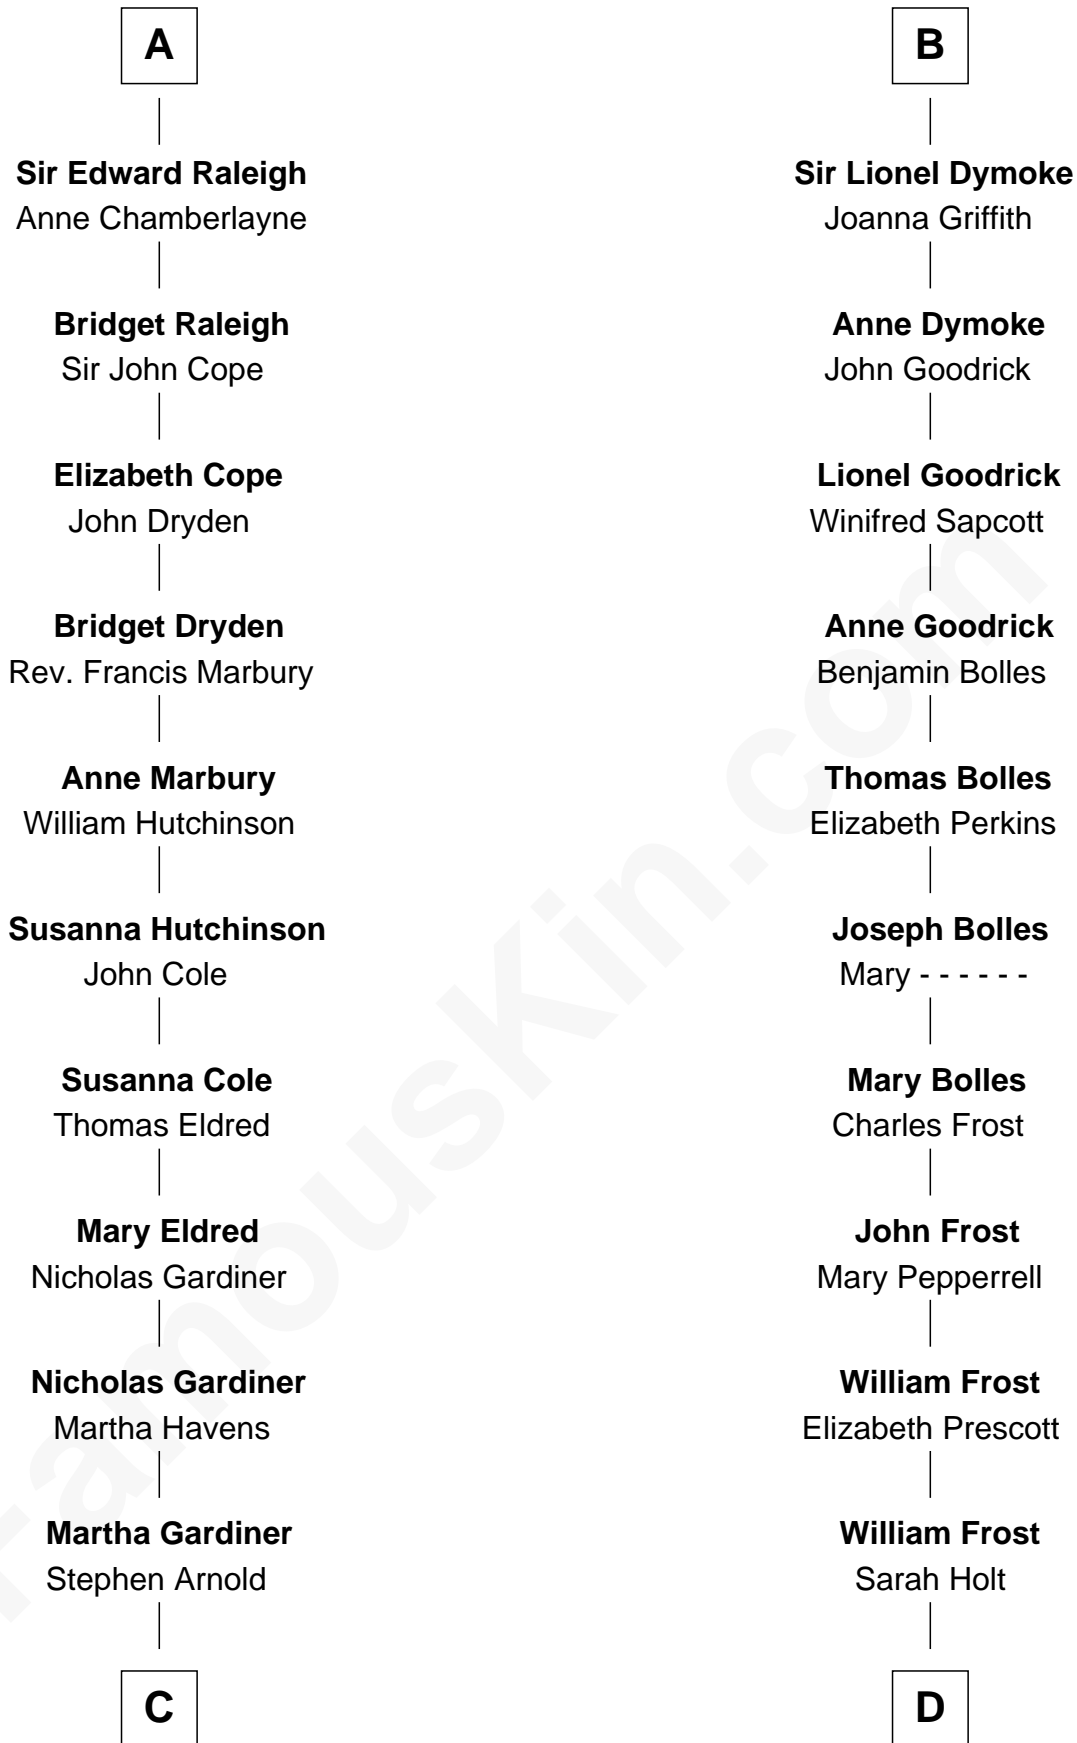 A
Sir Edward Raleigh
Anne Chamberlayne
Bridget Raleigh
Sir John Cope
Elizabeth Cope
John Dryden
Bridget Dryden
Rev. Francis Marbury
Anne Marbury
William Hutchinson
Susanna Hutchinson
John Cole
Susanna Cole
Thomas Eldred
Mary Eldred
Nicholas Gardiner
Nicholas Gardiner
Martha Havens
Martha Gardiner
Stephen Arnold
C
B
Sir Lionel Dymoke
Joanna Griffith
Anne Dymoke
John Goodrick
Lionel Goodrick
Winifred Sapcott
Anne Goodrick
Benjamin Bolles
Thomas Bolles
Elizabeth Perkins
Joseph Bolles
Mary - - - - - -
Mary Bolles
Charles Frost
John Frost
Mary Pepperrell
William Frost
Elizabeth Prescott
William Frost
Sarah Holt
D
FamousKin.com